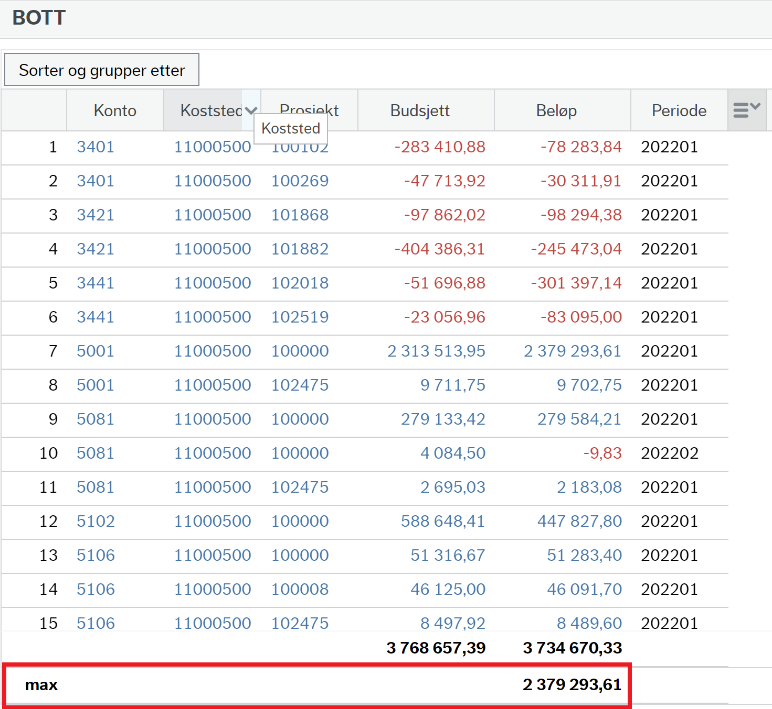 BOTT
Sorter og grupper etter
Konto Koststed Prosjekt Budsjett Beløp Periode
Koststed
1 3401 11000500 100102 -283 410,88 -78 283,84 202201
2 3401 11000500 100269 -47 713,92 -30 311,91 202201
3 3421 11000500 101868 -97 862,02 -98 294,38 202201
4 3421 11000500 101882 -404 386,31 -245 473,04 202201
5 3441 11000500 102018 -51 696,88 -301 397,14 202201
6 3441 11000500 102519 -23 056,96 -83 095,00 202201
7 5001 11000500 100000 2 313 513,95 2 379 293,61 202201
8 5001 11000500 102475 9 711,75 9 702,75 202201
9 5081 11000500 100000 279 133,42 279 584,21 202201
10 5081 11000500 100000 4 084,50 -9,83 202202
11 5081 11000500 102475 2 695,03 2 183,08 202201
12 5102 11000500 100000 588 648,41 447 827,80 202201
13 5106 11000500 100000 51 316,67 51 283,40 202201
14 5106 11000500 100008 46 125,00 46 091,70 202201
15 5106 11000500 102475 8 497,92 8 489,60 202201
3 768 657,39 3 734 670,33
max 2 379 293,61